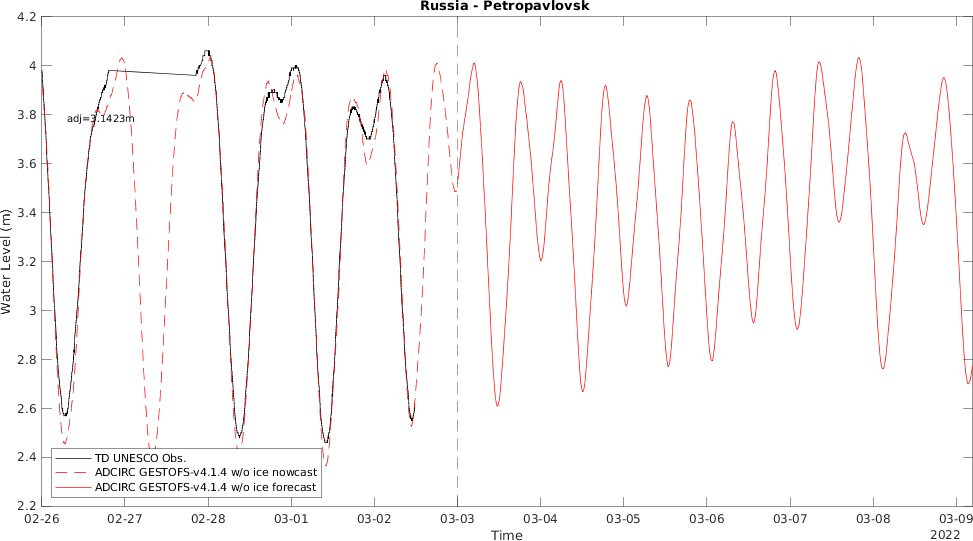 Russia - Petropavlovsk
4.2
4
3.8
3.6
3.4
3.2
3
2.8
2.6
2.4
2.2
Water Level (m)
adj=3.1423m
TD UNESCO Obs.
ADCIRC GESTOFS-v4.1.4 w/o ice nowcast
ADCIRC GESTOFS-v4.1.4 w/o ice forecast
02-26 02-27 02-28 03-01 03-02 03-03 03-04 03-05 03-06 03-07 03-08 03-09
Time
2022